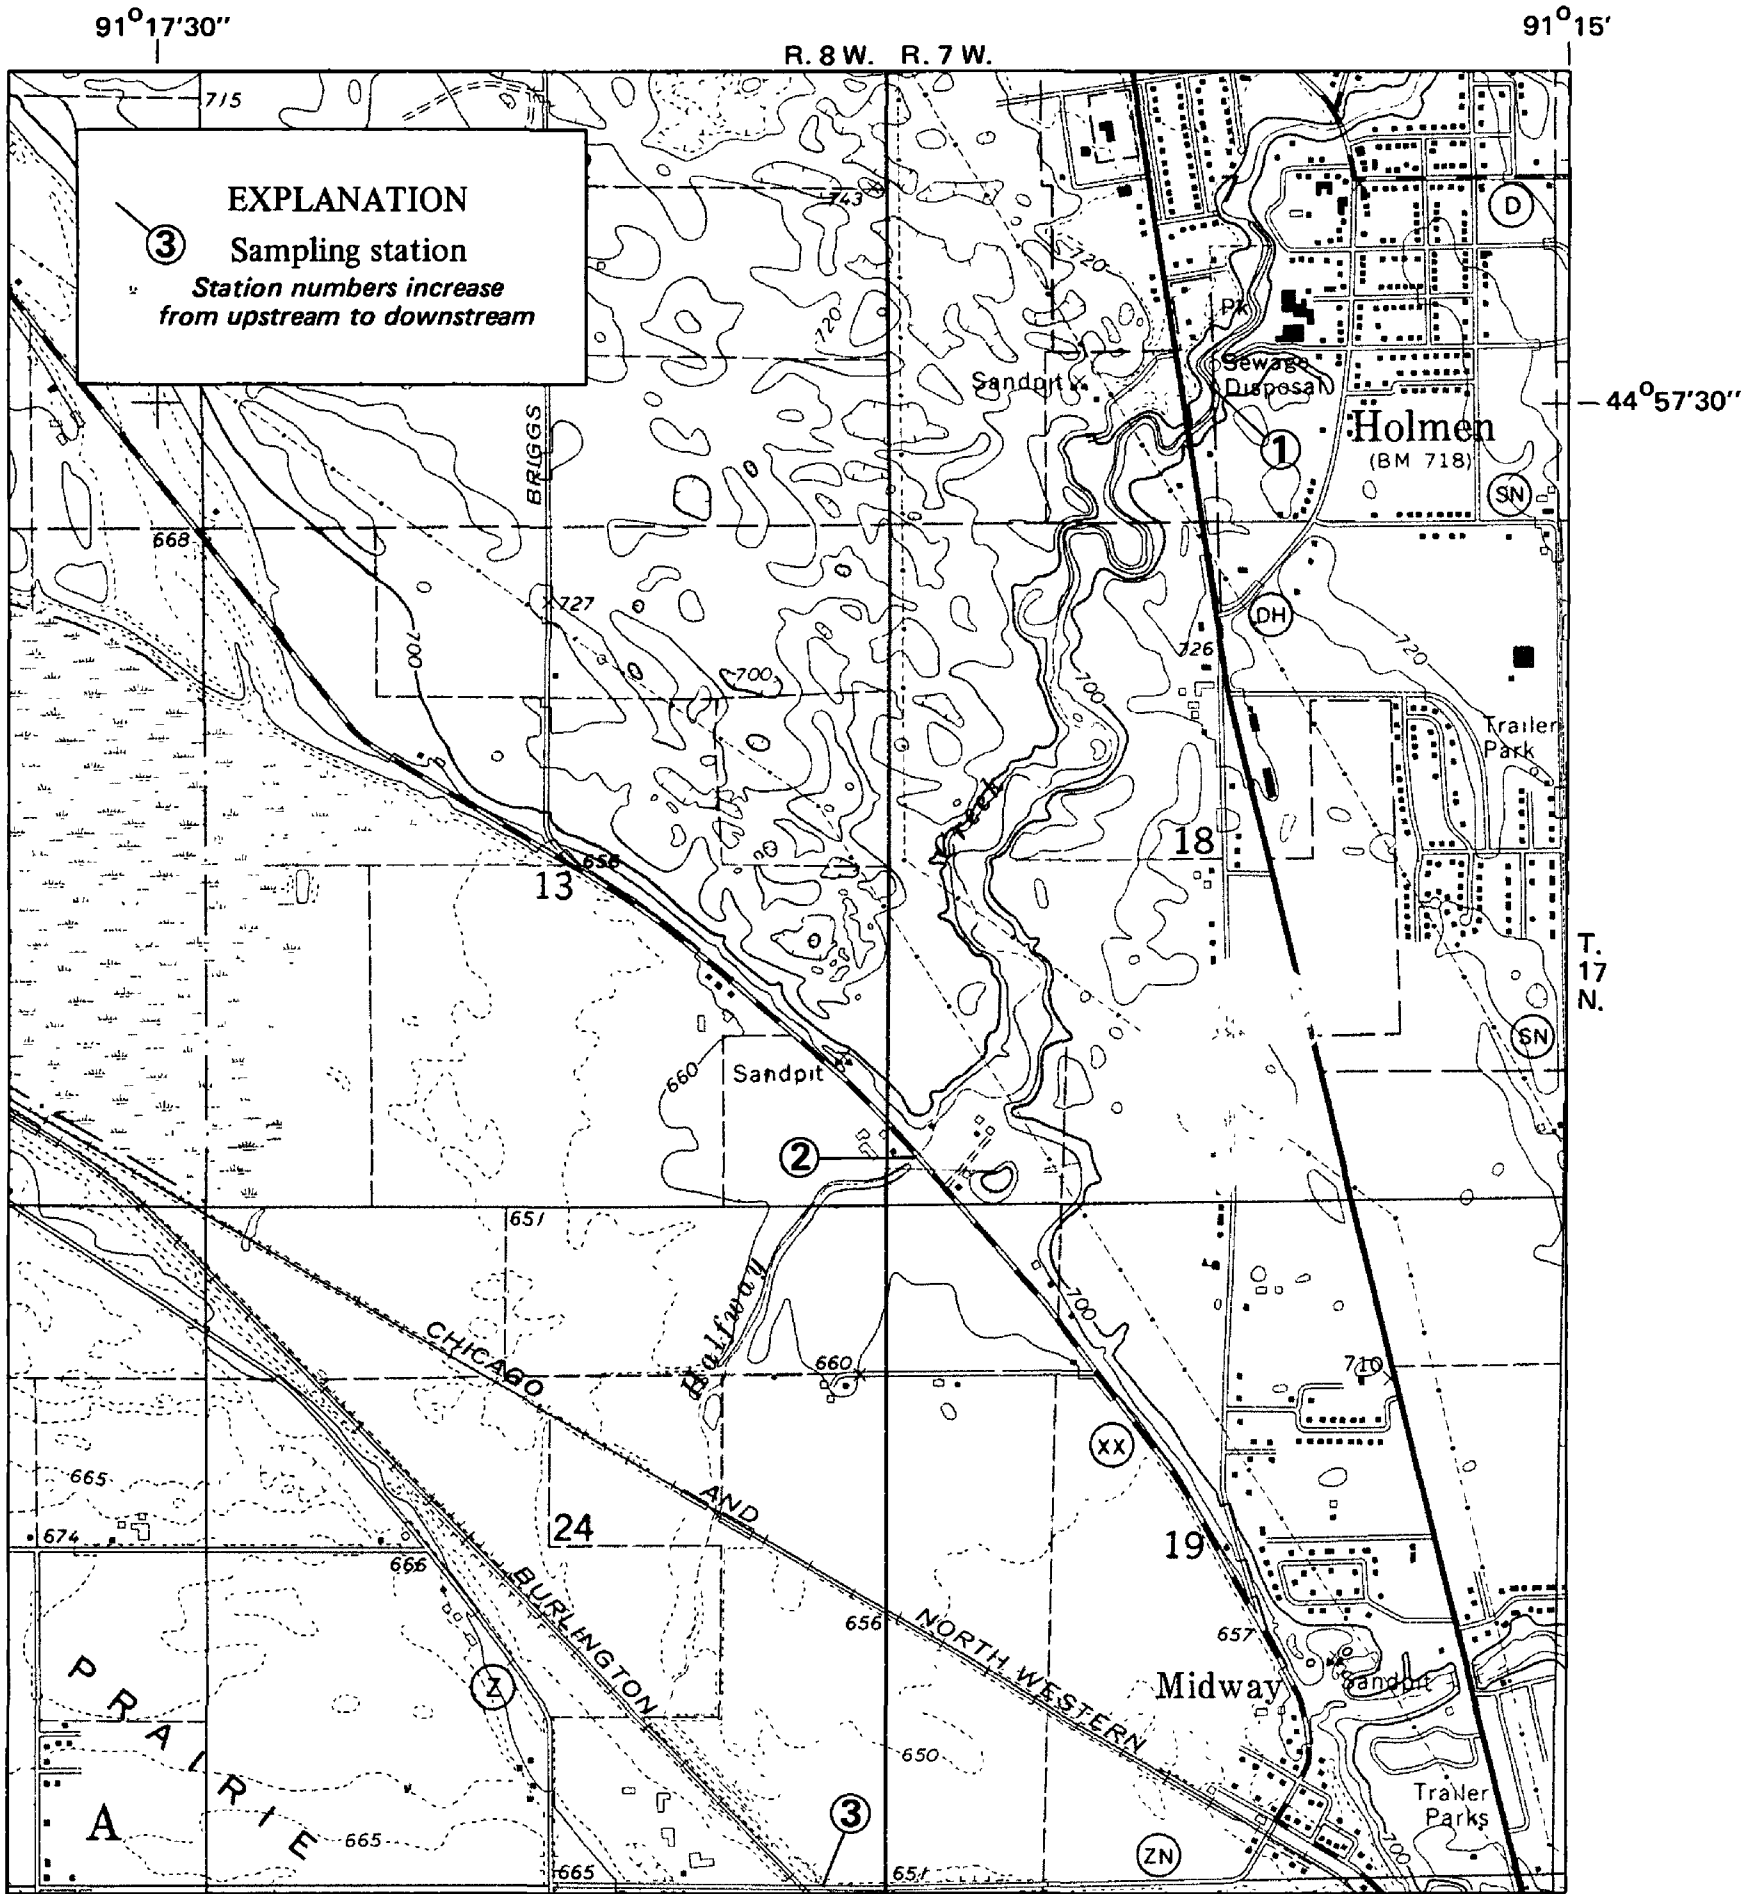 91°17'30"
91°15'
R. 8 W. R. 7 W.
715
EXPLANATION
3
Sampling station
Station numbers increase
from upstream to downstream
743
720
720
D
Pk
Sewage
Disposal
Sandpit
44°57'30"
Holmen
(BM 718)
1
BRIGGS
SN
668
727
DH
726
720
700
700
700
Trailer
Park
Creek
18
656
13
T.
17
N.
SN
660
Sandpit
2
651
Halfway
700
CHICAGO
660
710
XX
665
AND
24
674
19
666
BURLINGTON
656
NORTH WESTERN
657
Z
Midway
Sandpit
PRAIRIE
650
A
3
Trailer
Parks
665
665
651
ZN
700